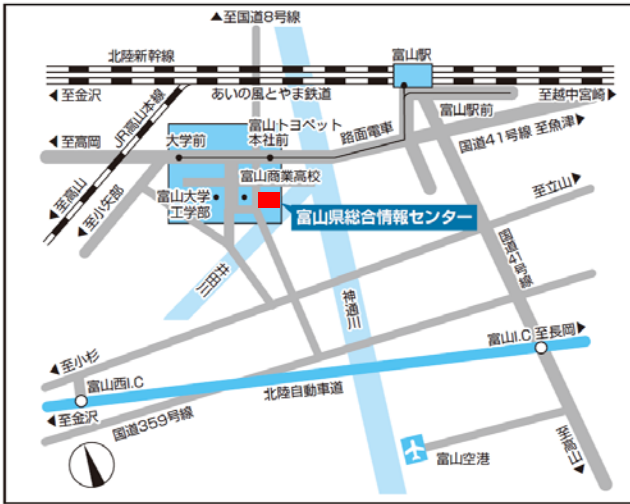 ▲至国道8号線
北陸新幹線
富山駅
◀至金沢
あいの風とやま鉄道
至越中宮崎▶
JR高山本線
富山駅前
富山トヨペット
本社前
路面電車
◀至高岡
大学前
国道41号線 至魚津▶
富山商業高校
◀至高山
◀至小矢部
富山大学
工学部
至立山▶
富山県総合情報センター
国道41号線
井田川
神通川
富山I.C 至長岡▶
◀至小杉
富山西I.C
北陸自動車道
◀至金沢
国道359号線
至高山▶
富山空港